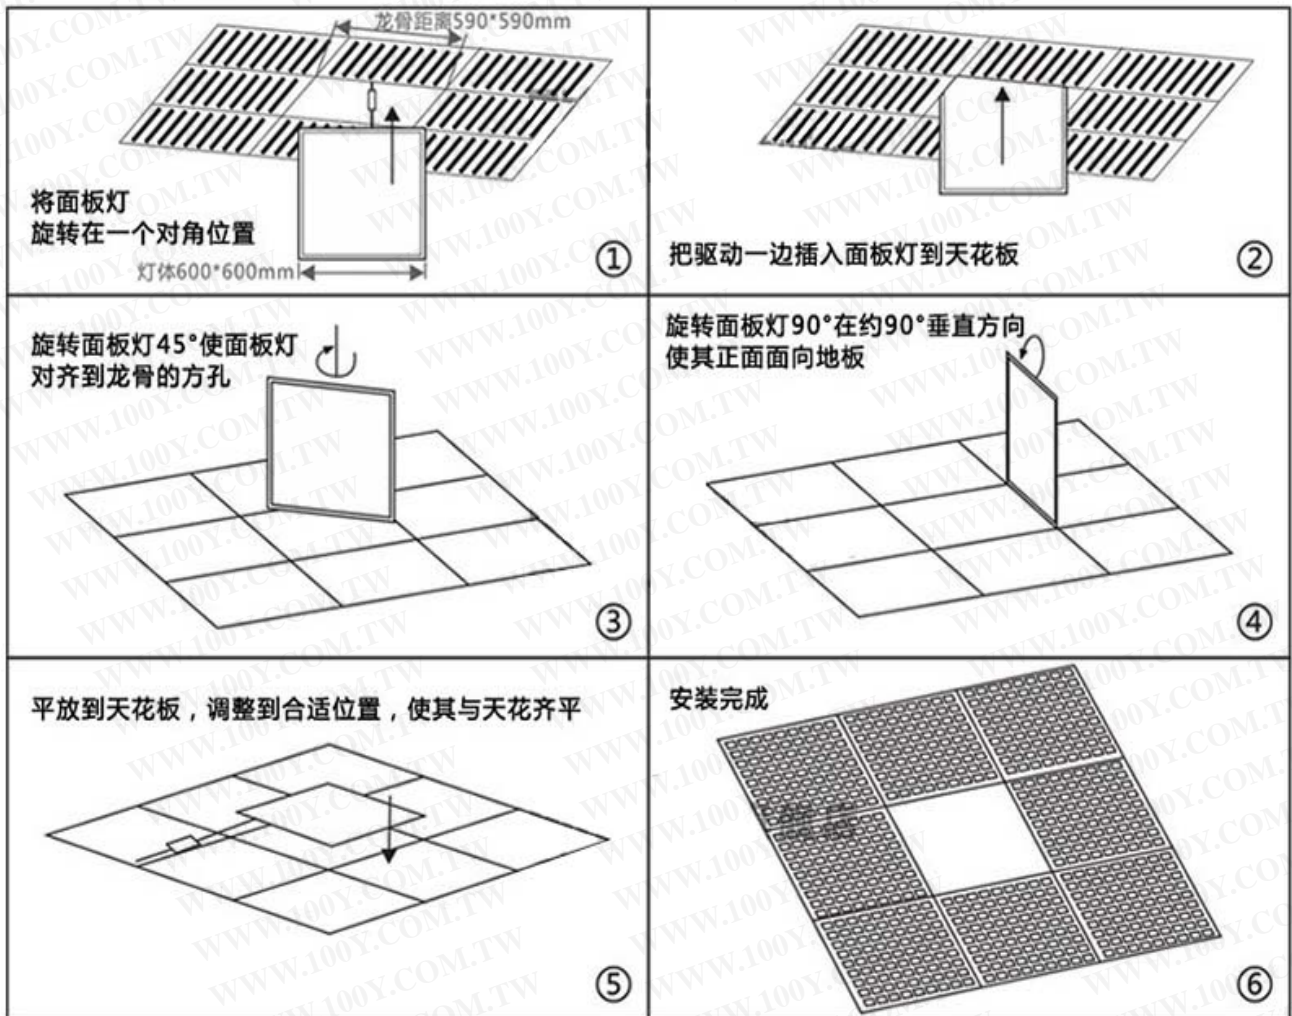 龙骨距离590*590mm
将面板灯
旋转在一个对角位置
灯体600*600mm
①
把驱动一边插入面板灯到天花板
②
旋转面板灯45°使面板灯
对齐到龙骨的方孔
③
旋转面板灯90°在约90°垂直方向
使其正面面向地板
④
平放到天花板，调整到合适位置，使其与天花齐平
⑤
安装完成
⑥
WWW.100Y.COM.TW